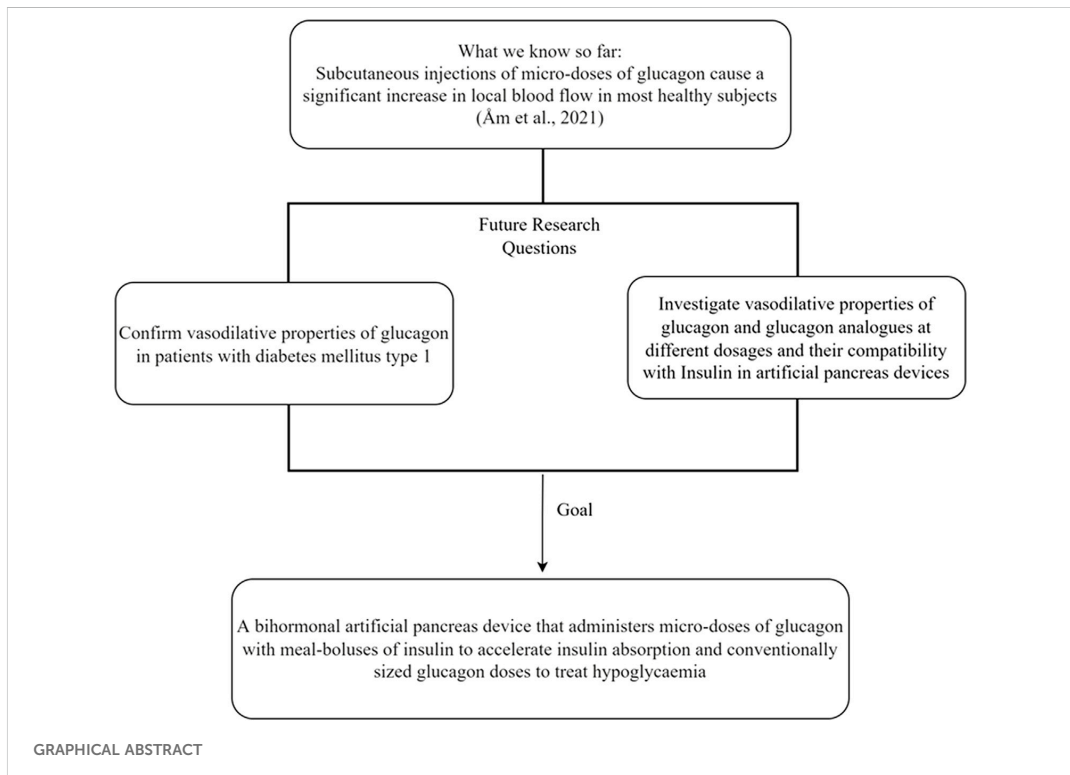 What we know so far:
Subcutaneous injections of micro-doses of glucagon cause a
significant increase in local blood flow in most healthy subjects
(Åm et al., 2021)
Future Research
Questions
Confirm vasodilative properties of glucagon
in patients with diabetes mellitus type 1
Investigate vasodilative properties of
glucagon and glucagon analogues at
different dosages and their compatibility
with Insulin in artificial pancreas devices
Goal
A bihormonal artificial pancreas device that administers micro-doses of glucagon
with meal-boluses of insulin to accelerate insulin absorption and conventionally
sized glucagon doses to treat hypoglycaemia
GRAPHICAL ABSTRACT